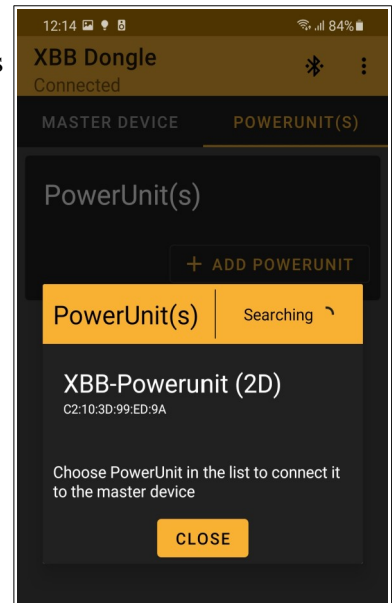 s
12:14 84%
XBB Dongle
Connected
MASTER DEVICE POWERUNIT(S)
PowerUnit(s)
+ ADD POWERUNIT
PowerUnit(s) Searching
XBB-Powerunit (2D)
C2:10:3D:99:ED:9A
Choose PowerUnit in the list to connect it
to the master device
CLOSE